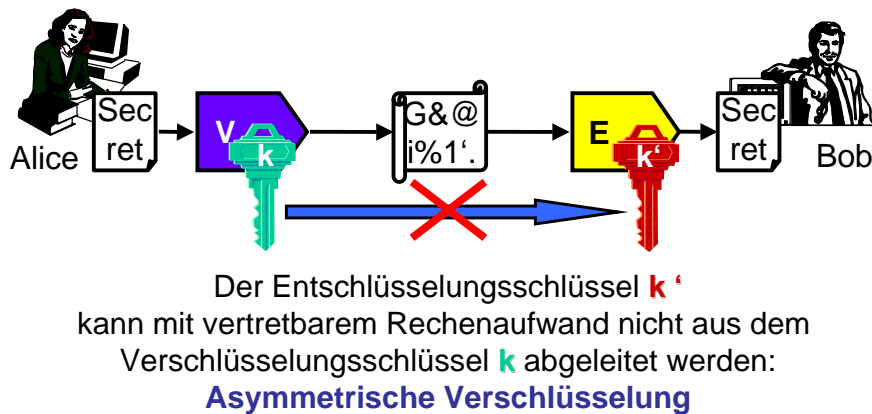 Sec
ret
Alice
V
k
G&@
i%1‘.
E
k‘
Sec
ret
Bob
Der Entschlüsselungsschlüssel k ‘
kann mit vertretbarem Rechenaufwand nicht aus dem
Verschlüsselungsschlüssel k abgeleitet werden:
Asymmetrische Verschlüsselung